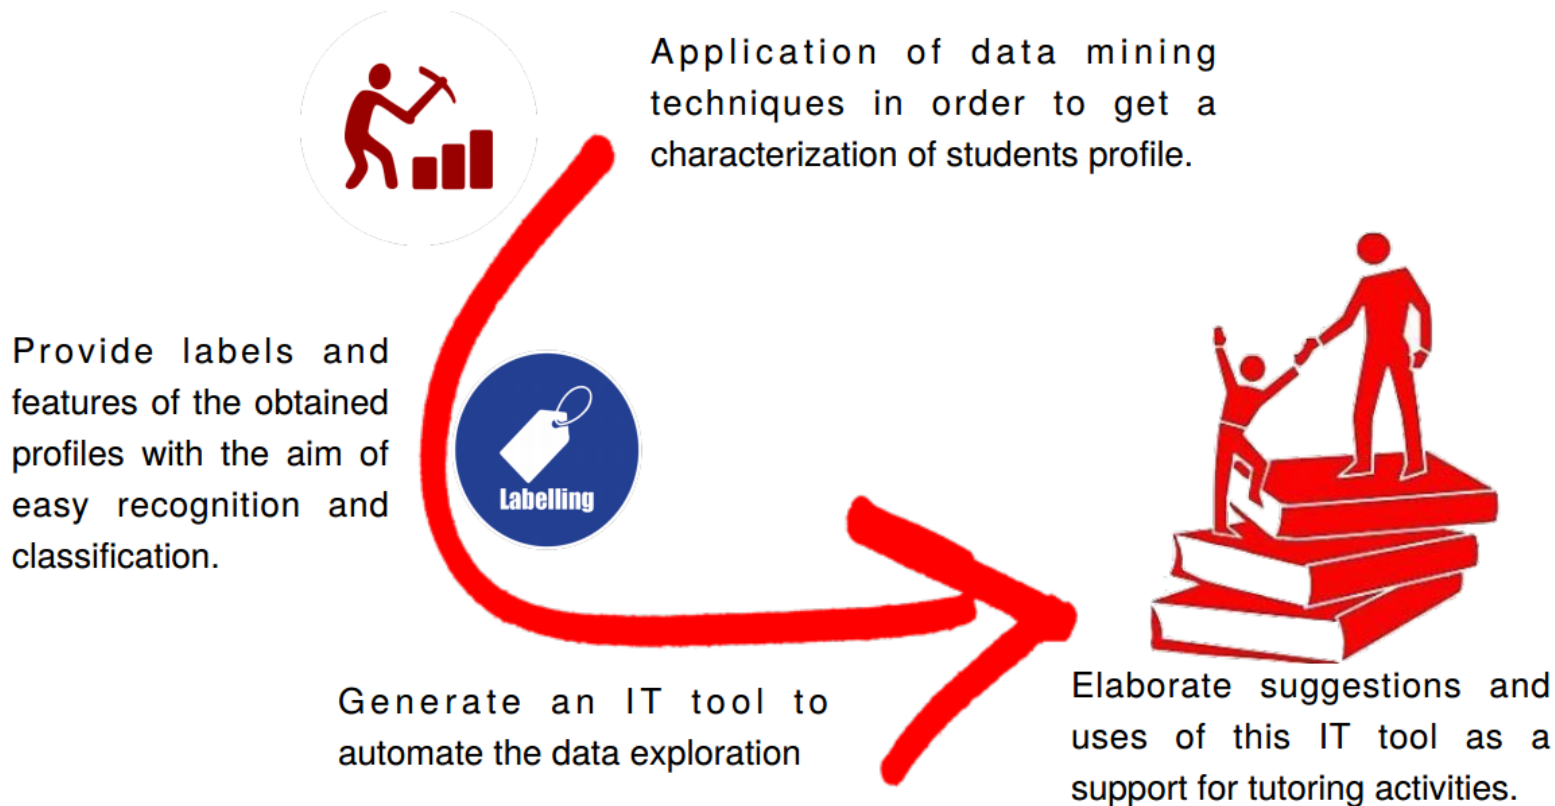 Application of data mining
techniques in order to get a
characterization of students profile.
Provide labels and
features of the obtained
profiles with the aim of
easy recognition and
classification.
Labelling
Generate an IT tool to
automate the data exploration
Elaborate suggestions and
uses of this IT tool as a
support for tutoring activities.